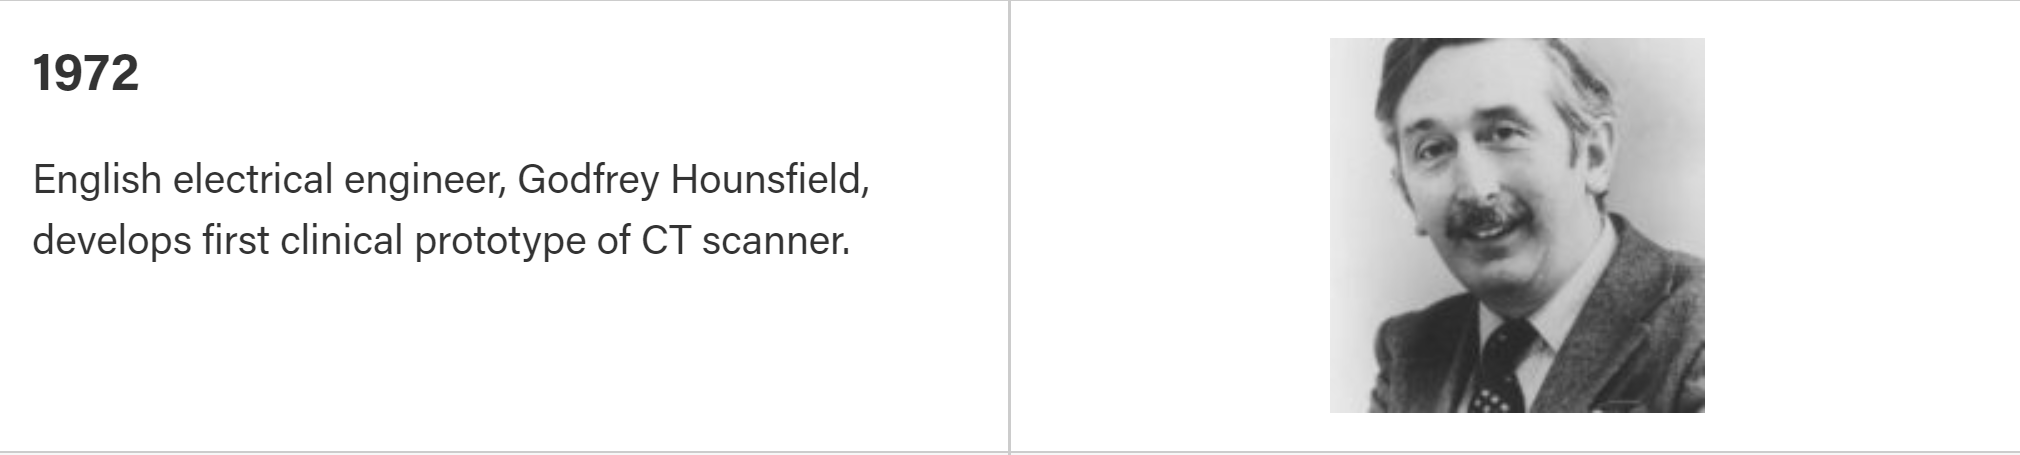 1972
English electrical engineer, Godfrey Hounsfield,
develops first clinical prototype of CT scanner.